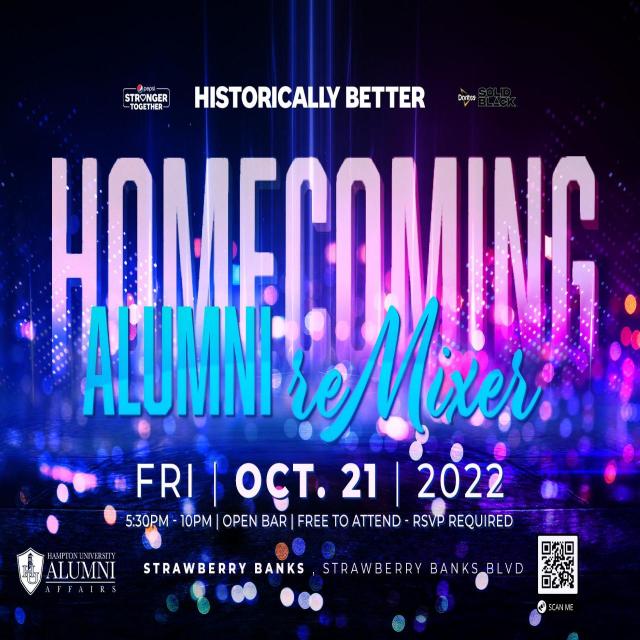 pepsi
STRONGER
TOGETHER
HISTORICALLY BETTER
Doritos
SOLID
BLACK
HOMECOMING
ALUMNI reMixer
FRI | OCT. 21 | 2022
5:30PM - 10PM | OPEN BAR | FREE TO ATTEND - RSVP REQUIRED
HAMPTON UNIVERSITY
ALUMNI
AFFAIRS
STRAWBERRY BANKS , STRAWBERRY BANKS BLVD
SCAN ME